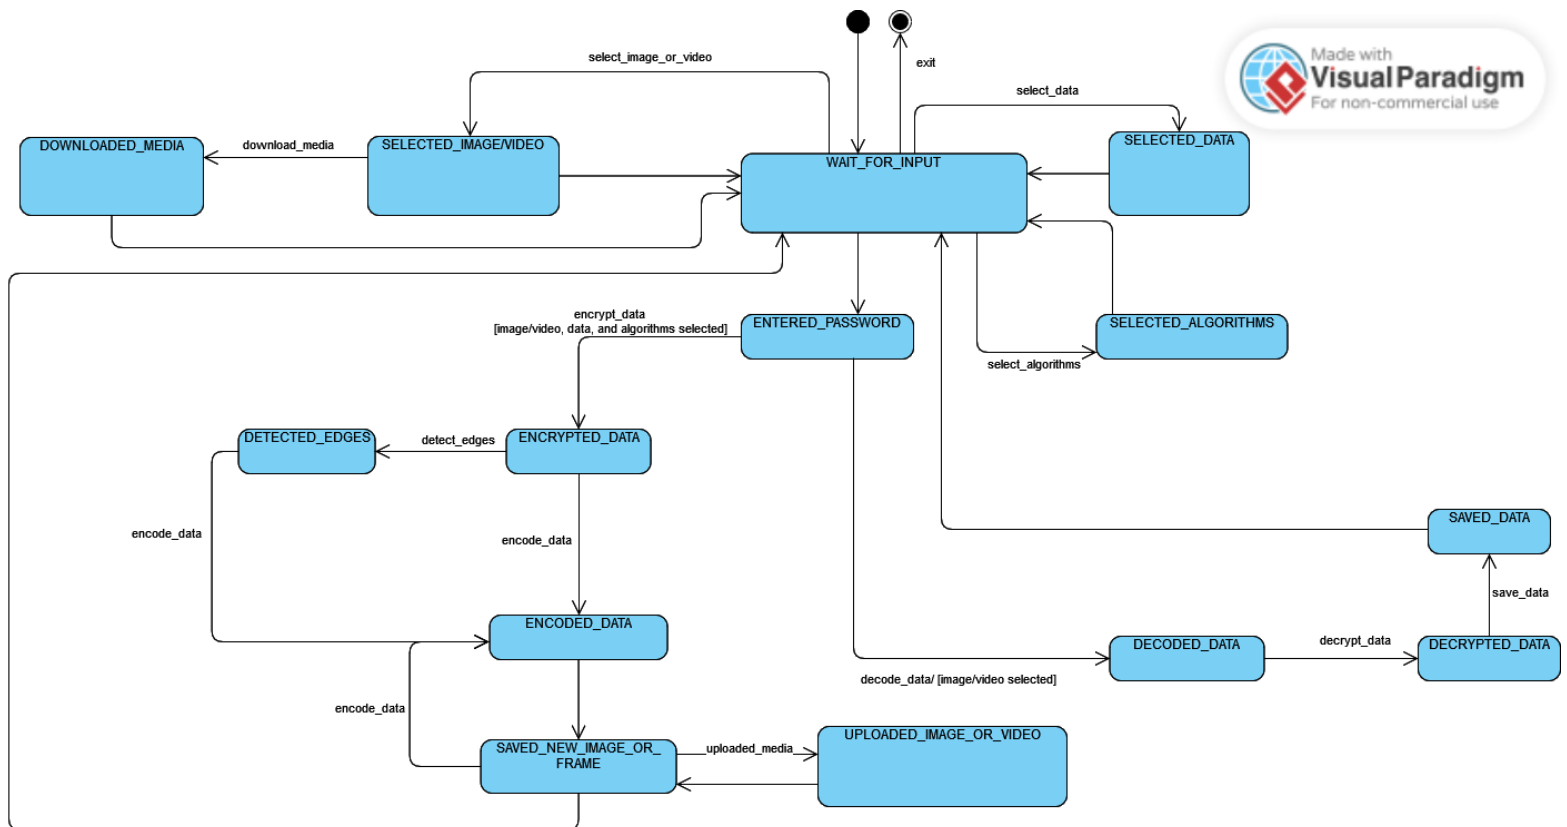 select_image_or_video
exit
select_data
Made with
Visual Paradigm
For non-commercial use
DOWNLOADED_MEDIA
download_media
SELECTED_IMAGE/VIDEO
WAIT_FOR_INPUT
SELECTED_DATA
encrypt_data
[image/video, data, and algorithms selected]
ENTERED_PASSWORD
SELECTED_ALGORITHMS
select_algorithms
DETECTED_EDGES
detect_edges
ENCRYPTED_DATA
encode_data
encode_data
SAVED_DATA
save_data
ENCODED_DATA
DECODED_DATA
decrypt_data
DECRYPTED_DATA
decode_data/ [image/video selected]
encode_data
SAVED_NEW_IMAGE_OR_
FRAME
uploaded_media
UPLOADED_IMAGE_OR_VIDEO